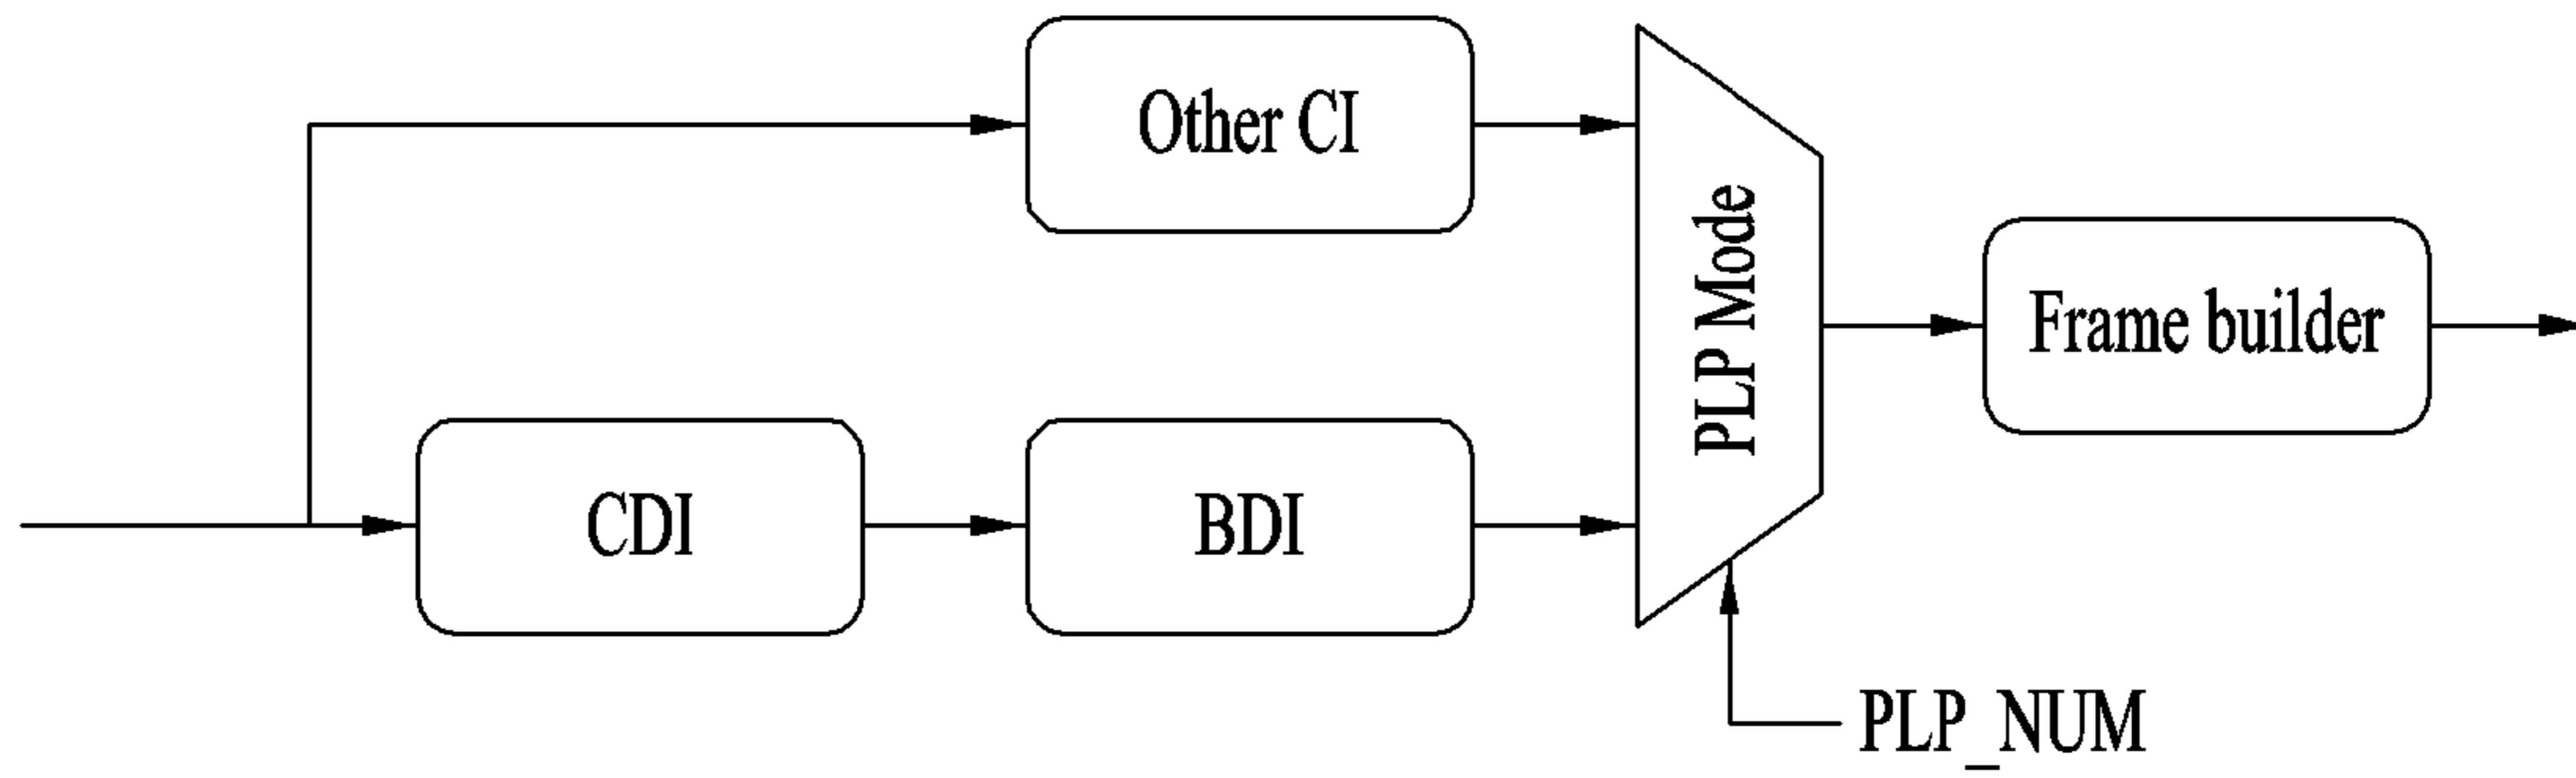 Other CI
PLP Mode
Frame builder
CDI
BDI
PLP_NUM